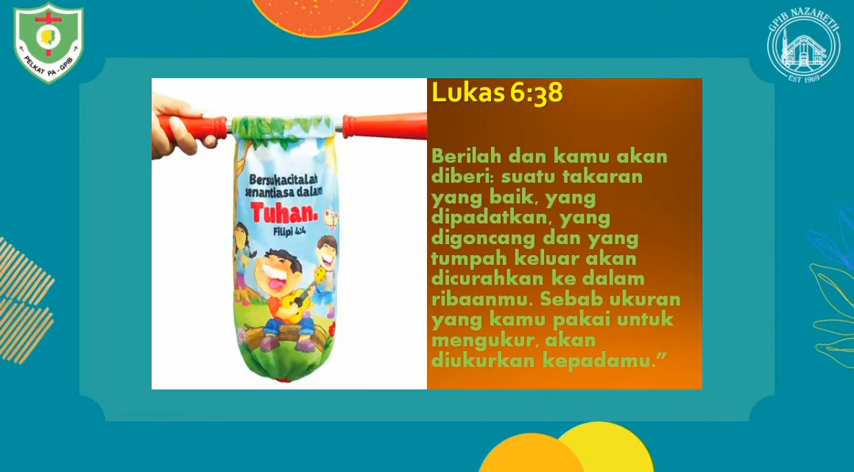 PELKAT PA - GPIB
GPIB NAZARETH
EST 1969
Bersukacitalah
senantiasa dalam
Tuhan.
Filipi 4:4
Lukas 6:38
Berilah dan kamu akan
diberi: suatu takaran
yang baik, yang
dipadatkan, yang
digoncang dan yang
tumpah keluar akan
dicurahkan ke dalam
ribaanmu. Sebab ukuran
yang kamu pakai untuk
mengukur, akan
diukurkan kepadamu.”